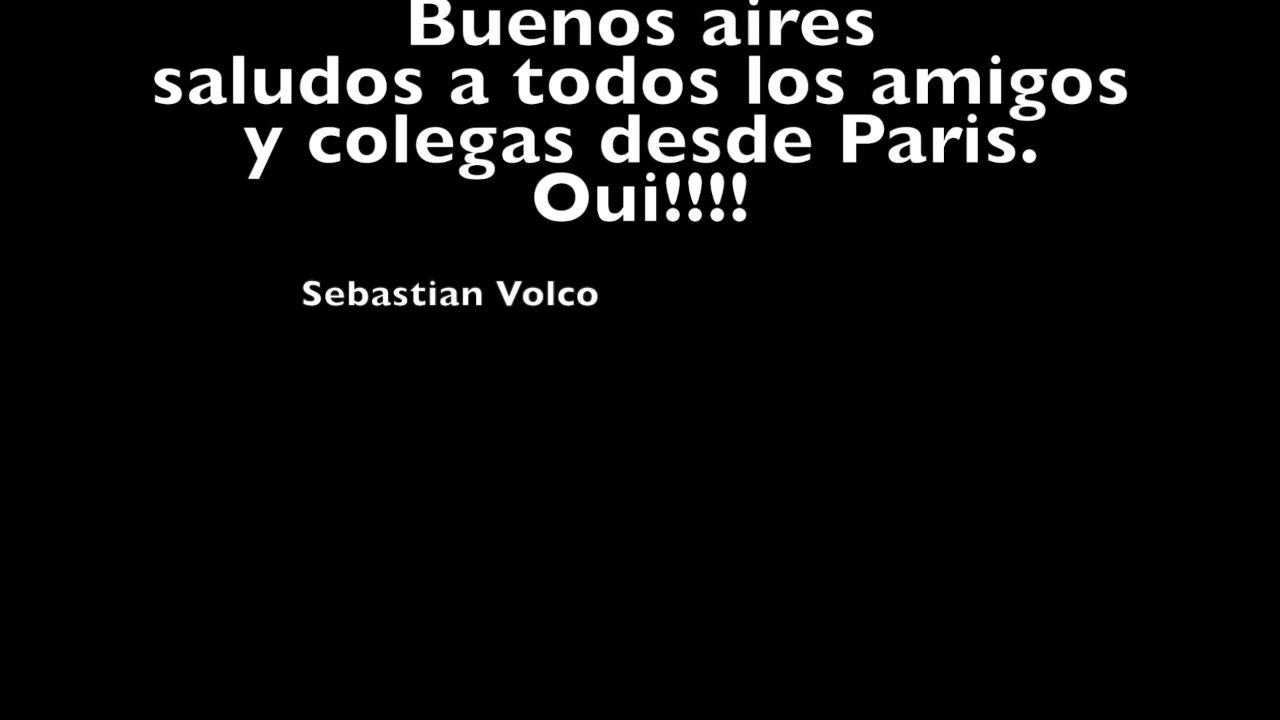 Buenos aires
saludos a todos los amigos
y colegas desde Paris.
Oui!!!!
Sebastian Volco